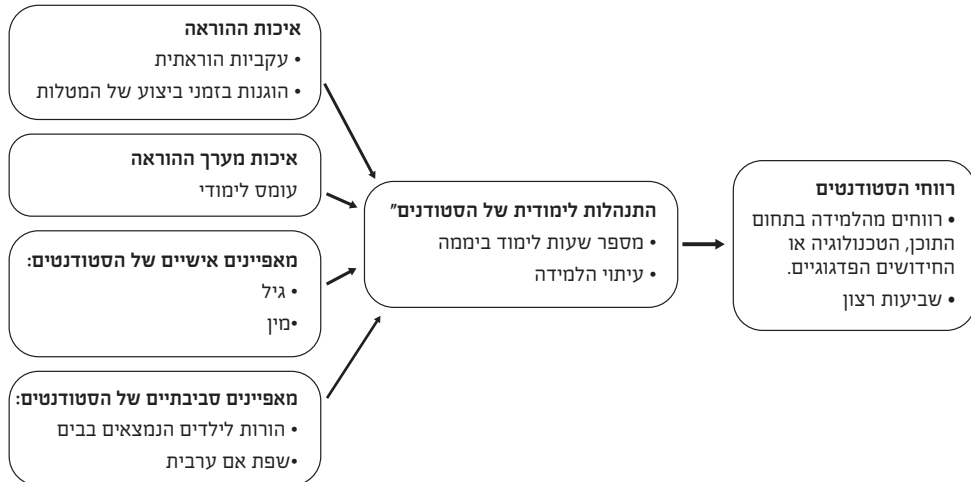 איכות ההוראה
• עקביות הוראתית
• הוגנות בזמני ביצוע של המטלות
איכות מערך ההוראה
עומס לימודי
מאפיינים אישיים של הסטודנטים:
• גיל
•מין
מאפיינים סביבתיים של הסטודנטים:
• הורות לילדים הנמצאים בבים
•שפת אם ערבית
התנהלות לימודית של הסטודנים"
• מספר שעות לימוד ביממה
• עיתוי הלמידה
רווחי הסטודנטים
• רווחים מהלמידה בתחום
התוכן, הטכנולוגיה או
החידושים הפדגוגיים.
• שביעות רצון